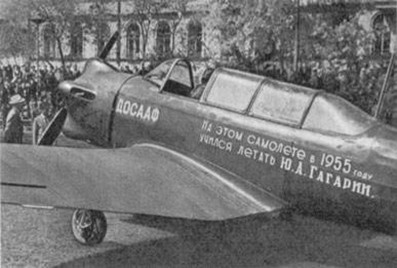 ДОСААФ
НА ЭТОМ САМОЛЕТЕ в 1955 году
УЧИЛСЯ ЛЕТАТЬ Ю.А.ГАГАРИН.